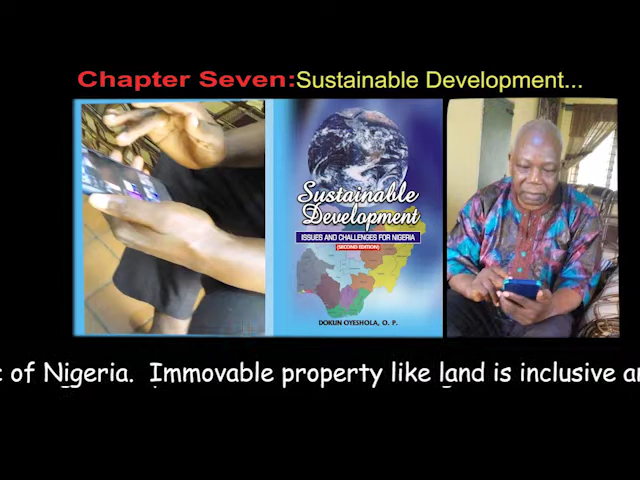 Chapter Seven:Sustainable Development...
Sustainable
Development
ISSUES AND CHALLENGES FOR NIGERIA
(SECOND EDITION)
DOKUN OYESHOLA, O. P.
of Nigeria. Immovable property like land is inclusive